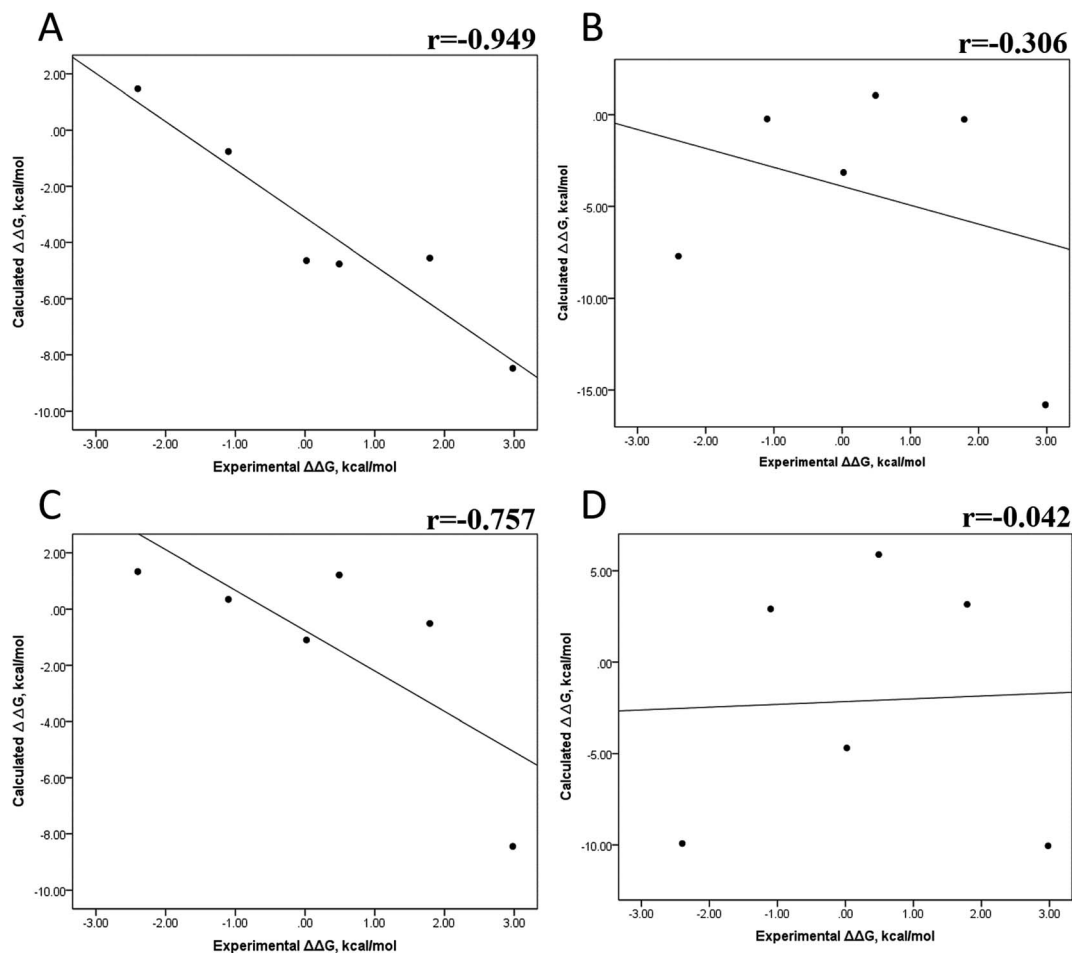 A
r=-0.949
2.00
.00
-2.00
-4.00
-6.00
-8.00
-10.00
Calculated Δ ΔG, kcal/mol
-3.00 -2.00 -1.00 .00 1.00 2.00 3.00
Experimental ΔΔG, kcal/mol
B
r=-0.306
.00
-5.00
-10.00
-15.00
Calculated Δ ΔG, kcal/mol
-3.00 -2.00 -1.00 .00 1.00 2.00 3.00
Experimental ΔΔG, kcal/mol
C
r=-0.757
2.00
.00
-2.00
-4.00
-6.00
-8.00
-10.00
Calculated Δ ΔG, kcal/mol
-3.00 -2.00 -1.00 .00 1.00 2.00 3.00
Experimental ΔΔG, kcal/mol
D
r=-0.042
5.00
.00
-5.00
-10.00
Calculated Δ ΔG, kcal/mol
-3.00 -2.00 -1.00 .00 1.00 2.00 3.00
Experimental ΔΔG, kcal/mol